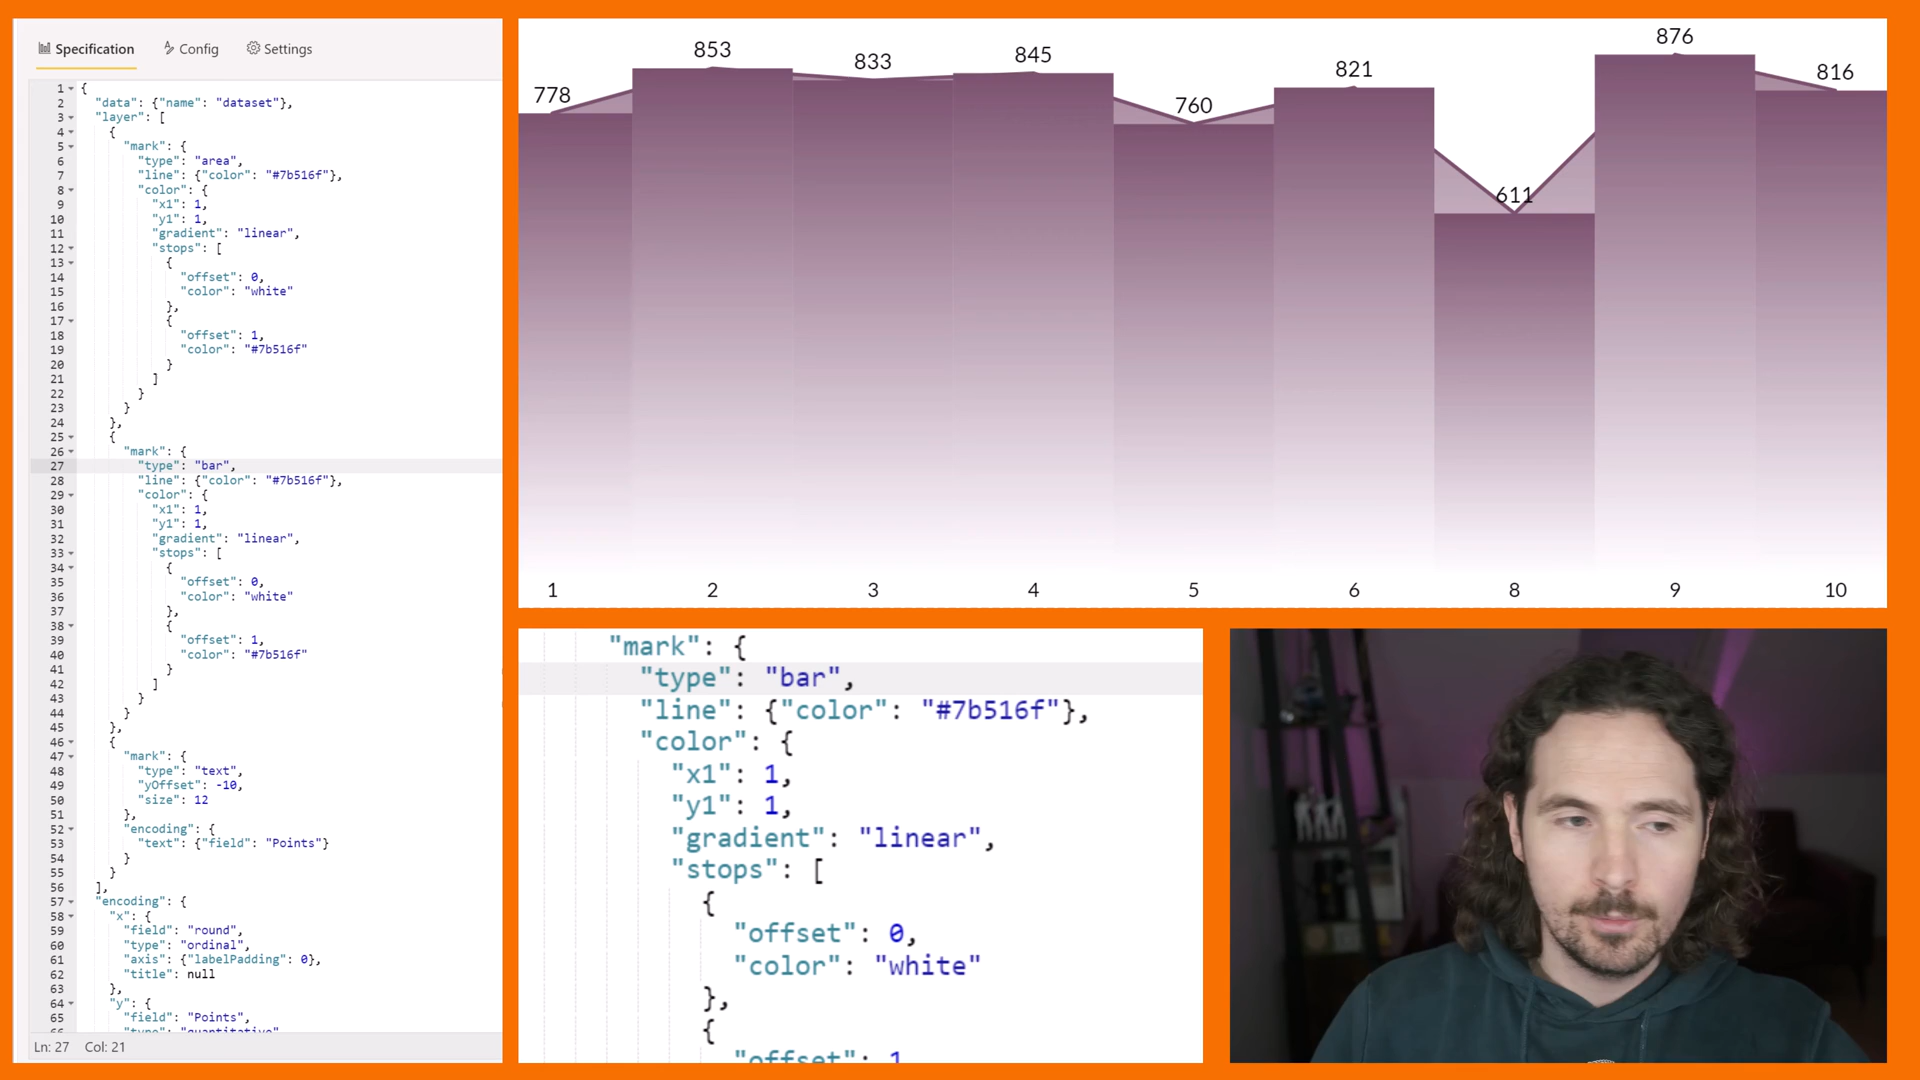 Specification Config Settings
1 {
2 "data": {"name": "dataset"},
3 "layer": [
4 {
5 "mark": {
6 "type": "area",
7 "line": {"color": "#7b516f"},
8 "color": {
9 "x1": 1,
10 "y1": 1,
11 "gradient": "linear",
12 "stops": [
13 {
14 "offset": 0,
15 "color": "white"
16 },
17 {
18 "offset": 1,
19 "color": "#7b516f"
20 }
21 ]
22 }
23 }
24 },
25 {
26 "mark": {
27 "type": "bar",
28 "line": {"color": "#7b516f"},
29 "color": {
30 "x1": 1,
31 "y1": 1,
32 "gradient": "linear",
33 "stops": [
34 {
35 "offset": 0,
36 "color": "white"
37 },
38 {
39 "offset": 1,
40 "color": "#7b516f"
41 }
42 ]
43 }
44 }
45 },
46 {
47 "mark": {
48 "type": "text",
49 "yOffset": -10,
50 "size": 12
51 },
52 "encoding": {
53 "text": {"field": "Points"}
54 }
55 }
56 ],
57 "encoding": {
58 "x": {
59 "field": "round",
60 "type": "ordinal",
61 "axis": {"labelPadding": 0},
62 "title": null
63 },
64 "y": {
65 "field": "Points",
66 "type": "quantitative"
Ln: 27 Col: 21
778 853 833 845 760 821 611 876 816
1 2 3 4 5 6 8 9 10
"mark": {
"type": "bar",
"line": {"color": "#7b516f"},
"color": {
"x1": 1,
"y1": 1,
"gradient": "linear",
"stops": [
{
"offset": 0,
"color": "white"
},
{
"offset": 1